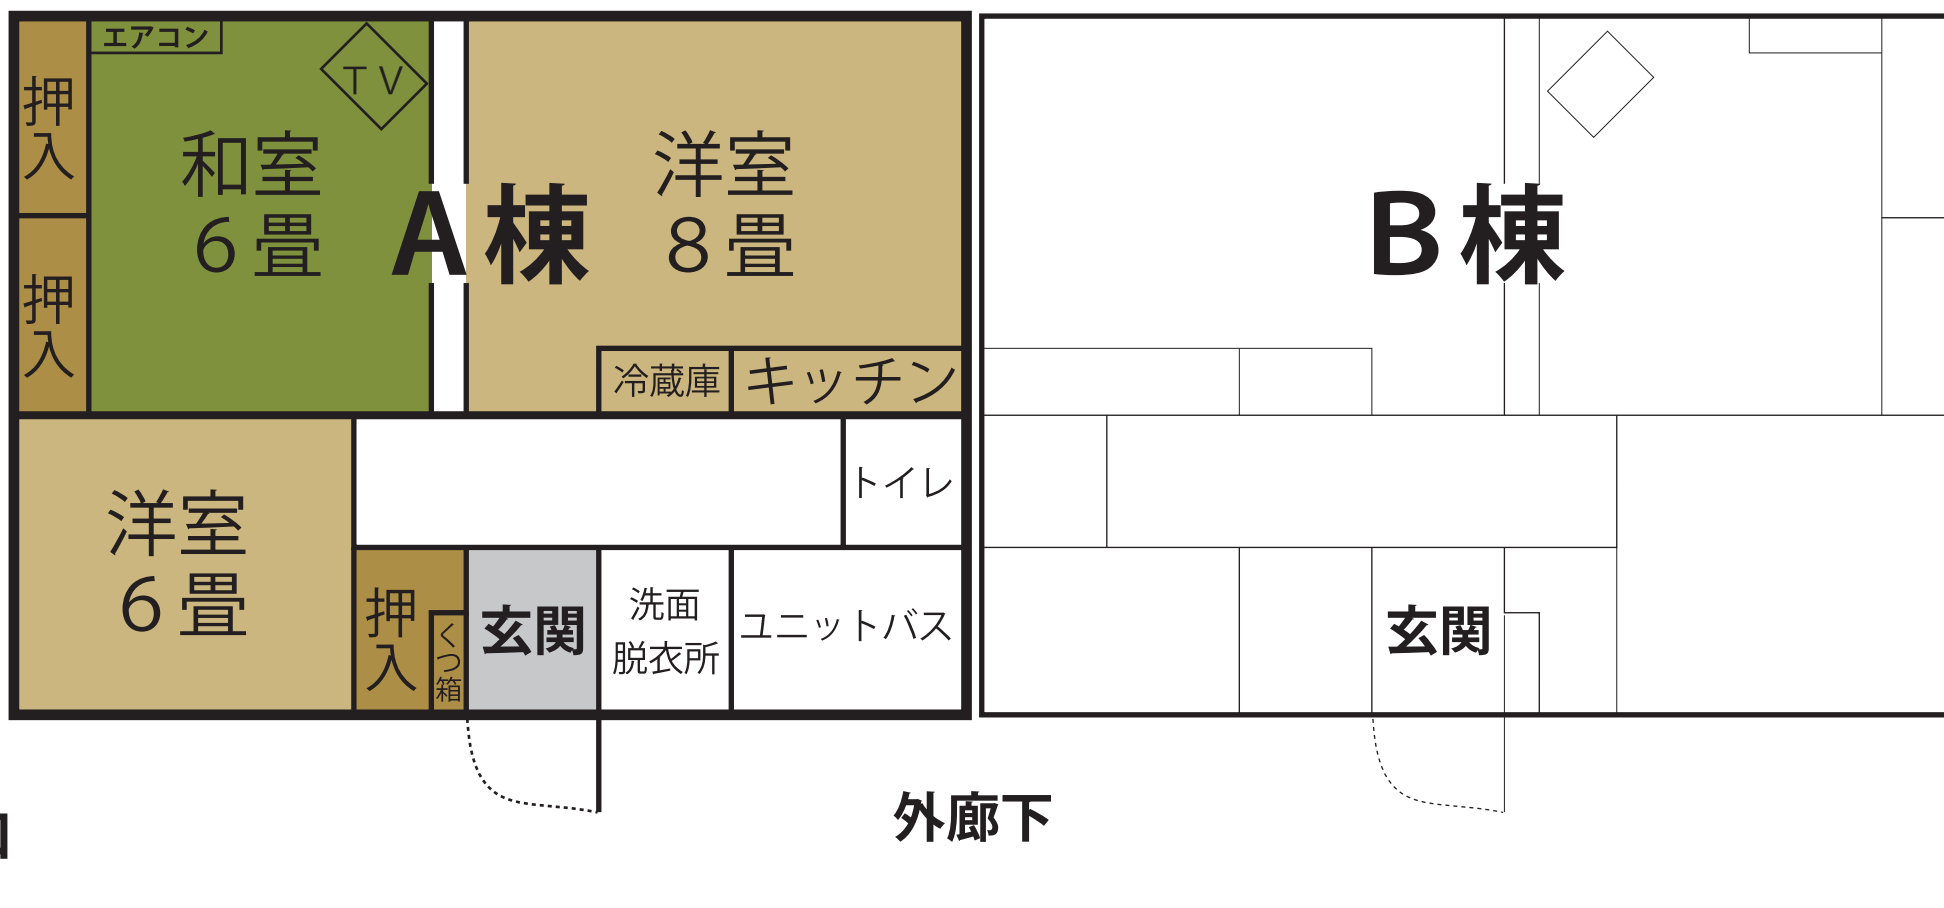 エアコン
TV
押入
和室
6畳
洋室
8畳
A棟
B棟
押入
冷蔵庫
キッチン
トイレ
洋室
6畳
押入
くつ箱
玄関
洗面
脱衣所
ユニットバス
玄関
外廊下